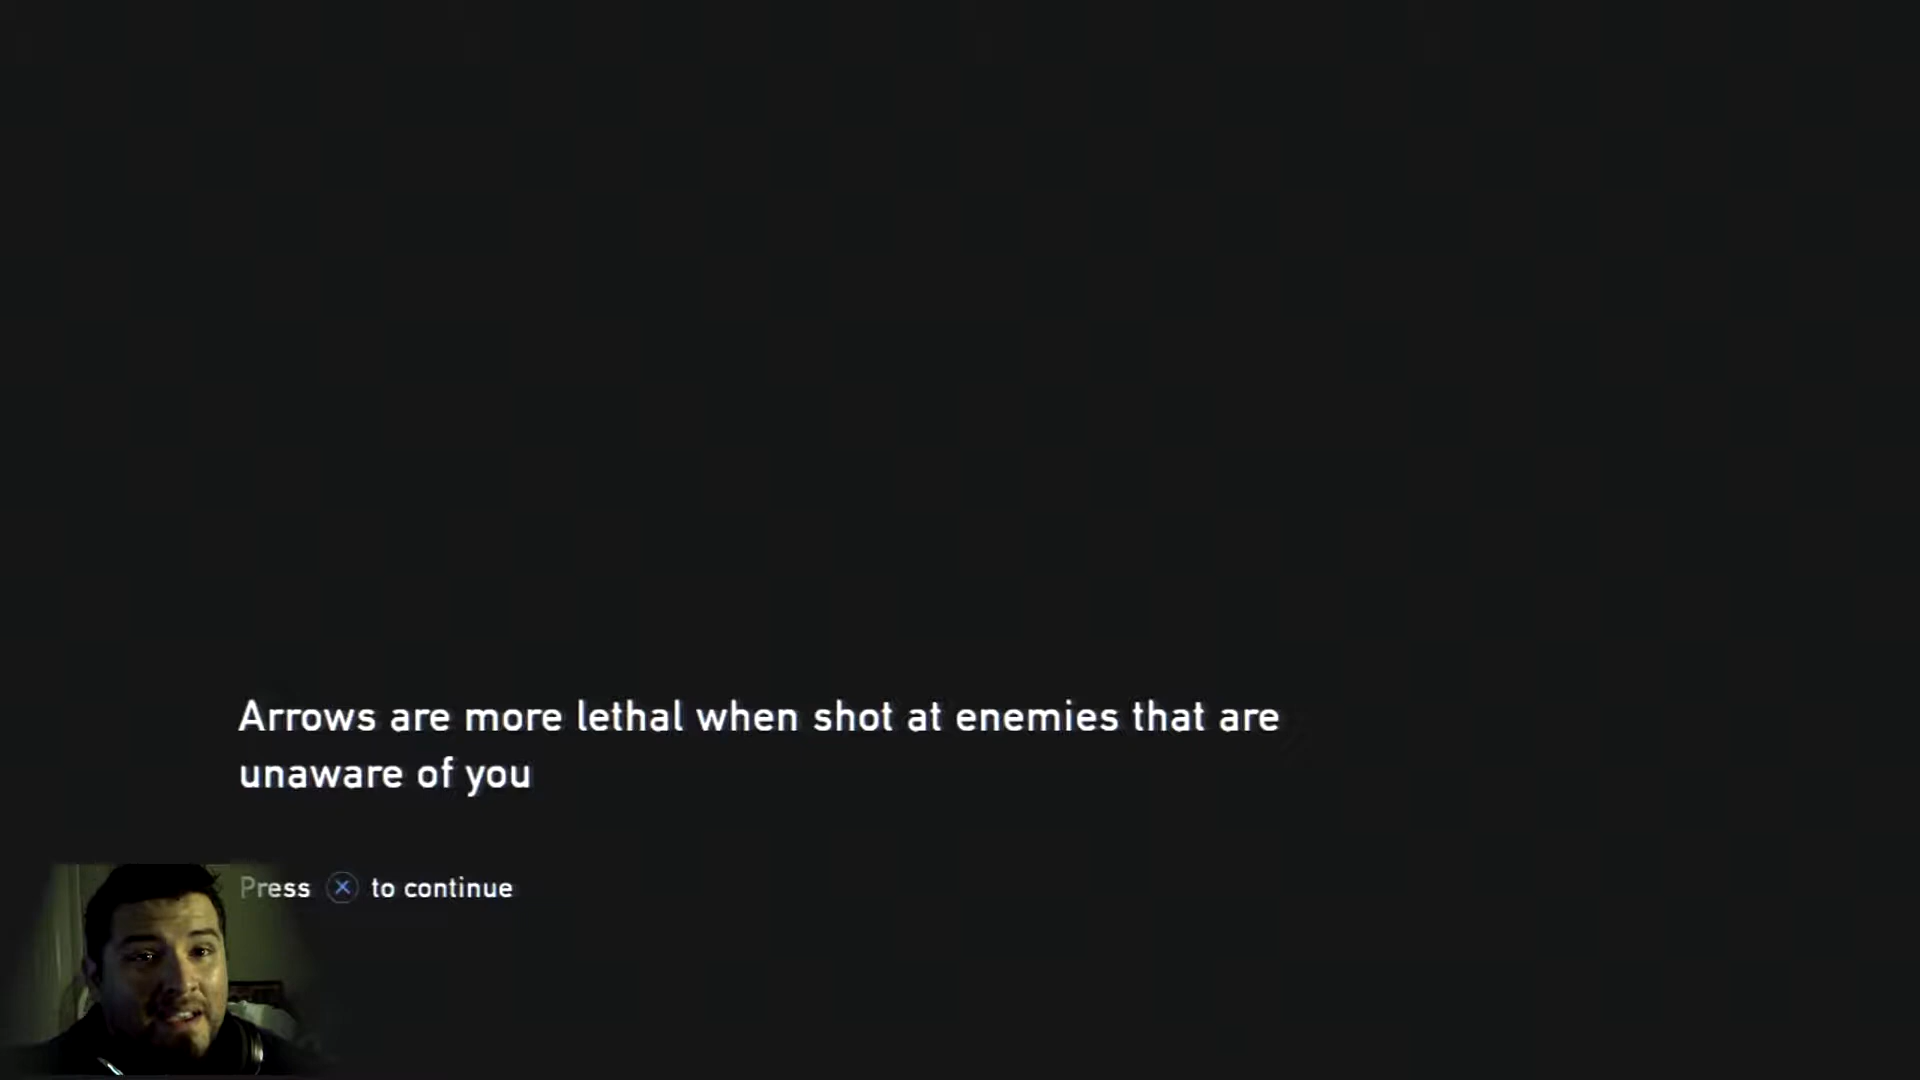 Arrows are more lethal when shot at enemies that are
unaware of you
Press to continue